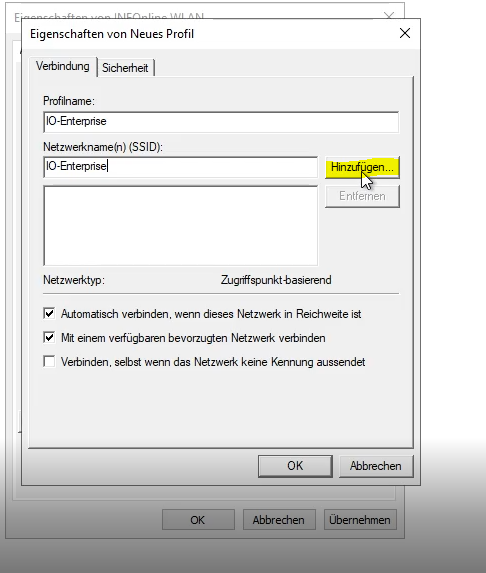 Eigenschaften von INFOnline WLAN
Eigenschaften von Neues Profil
Verbindung Sicherheit
Profilname:
IO-Enterprise
Netzwerkname(n) (SSID):
IO-Enterprise Hinzufügen...
Entfernen
Netzwerktyp: Zugriffspunkt-basierend
Automatisch verbinden, wenn dieses Netzwerk in Reichweite ist
Mit einem verfügbaren bevorzugten Netzwerk verbinden
Verbinden, selbst wenn das Netzwerk keine Kennung aussendet
OK Abbrechen
OK Abbrechen Übernehmen